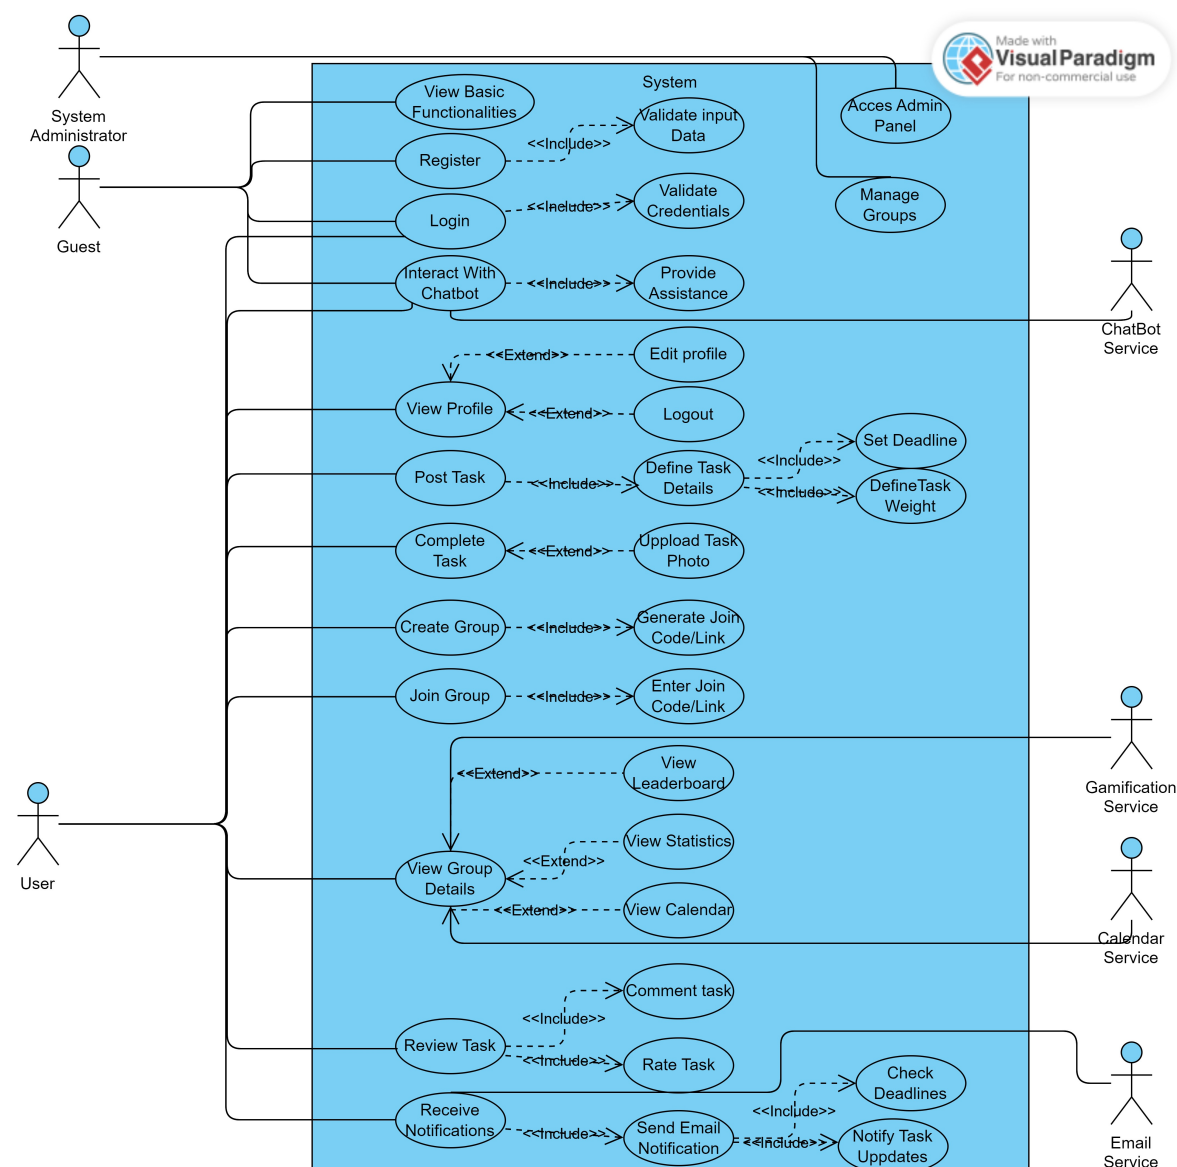 Made with
Visual Paradigm
For non-commercial use
System
System
Administrator
Guest
View Basic
Functionalities
Validate input
Data
Acces Admin
Panel
<<Include>>
Register
Validate
Credentials
Manage
Groups
<<Include>>
Login
Interact With
Chatbot
<<Include>>
Provide
Assistance
ChatBot
Service
<<Extend>>
Edit profile
View Profile
<<Extend>>
Logout
Set Deadline
<<Include>>
Post Task
<<Include>>
Define Task
Details
<<Include>>
DefineTask
Weight
Complete
Task
<<Extend>>
Uppload Task
Photo
Create Group
<<Include>>
Generate Join
Code/Link
Join Group
<<Include>>
Enter Join
Code/Link
<<Extend>>
View
Leaderboard
Gamification
Service
User
View Statistics
<<Extend>>
View Group
Details
<<Extend>>
View Calendar
Calendar
Service
Comment task
<<Include>>
Review Task
<<Include>>
Rate Task
Check
Deadlines
<<Include>>
Receive
Notifications
<<Include>>
Send Email
Notification
<<Include>>
Notify Task
Uppdates
Email
Service